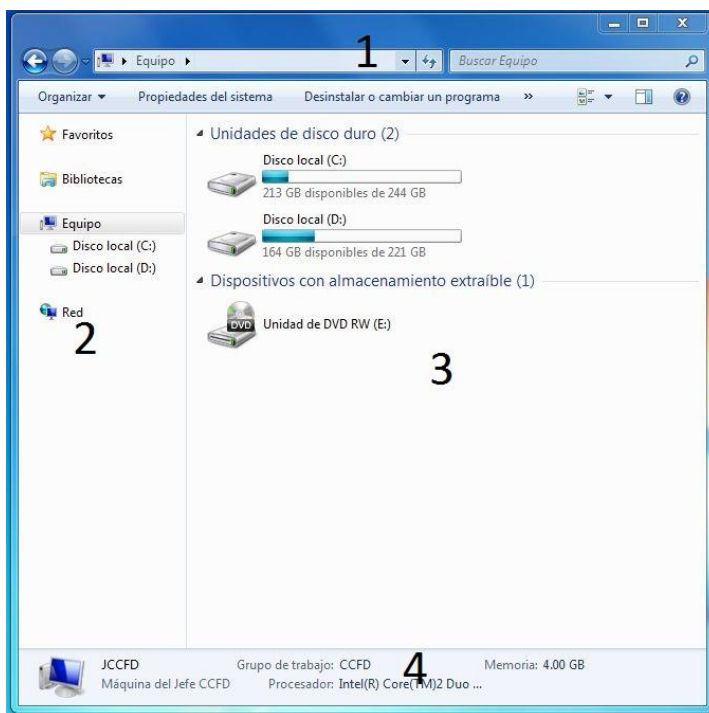 1
Equipo
Buscar Equipo
Organizar
Propiedades del sistema
Desinstalar o cambiar un programa
»
Favoritos
Bibliotecas
Equipo
Disco local (C:)
Disco local (D:)
Red
2
Unidades de disco duro (2)
Disco local (C:)
213 GB disponibles de 244 GB
Disco local (D:)
164 GB disponibles de 221 GB
Dispositivos con almacenamiento extraíble (1)
DVD
Unidad de DVD RW (E:)
3
JCCFD Grupo de trabajo: CCFD Memoria: 4.00 GB
Máquina del Jefe CCFD Procesador: Intel(R) Core(TM)2 Duo ...
4